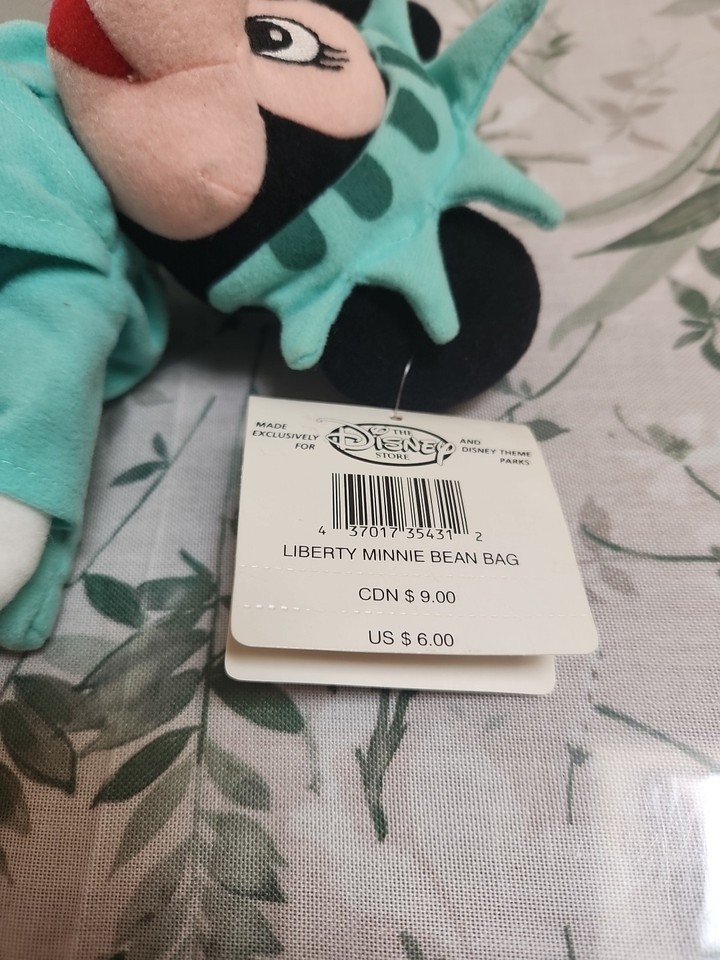 MADE
EXCLUSIVELY
FOR
THE
DISNEY
STORE
AND
DISNEY THEME
PARKS
4 37017 35431 2
LIBERTY MINNIE BEAN BAG
CDN $ 9.00
US $ 6.00